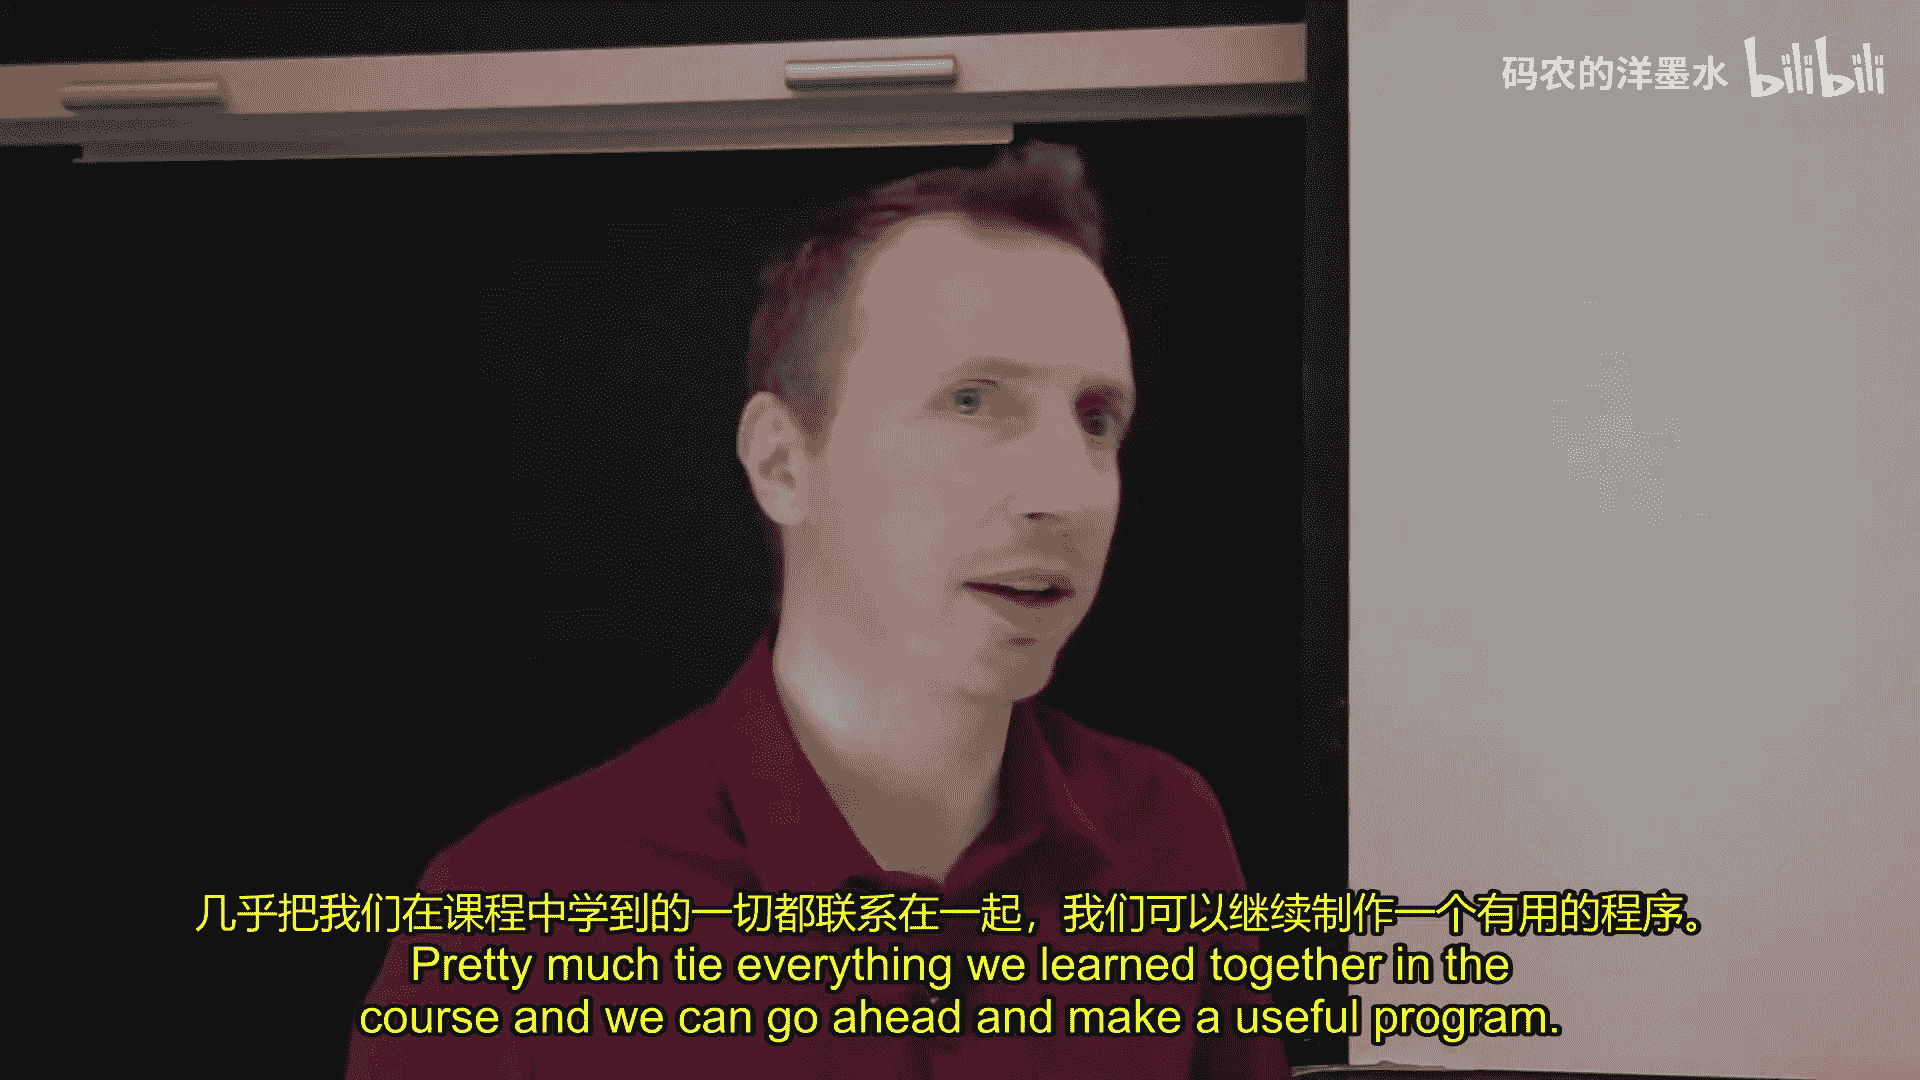 码农的洋墨水 bilibili
几乎把我们在课程中学到的一切都联系在一起，我们可以继续制作一个有用的程序。
Pretty much tie everything we learned together in the
course and we can go ahead and make a useful program.